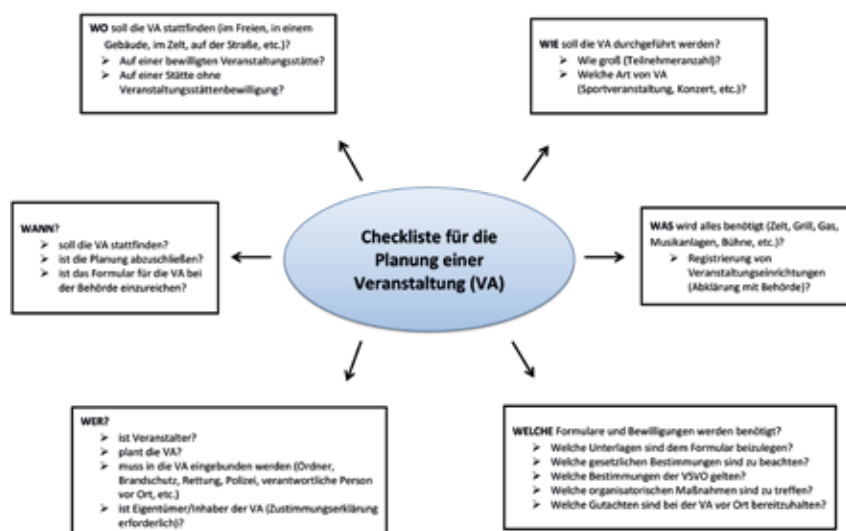 WO soll die VA stattfinden (im Freien, in einem
Gebäude, im Zelt, auf der Straße, etc.)?
➢ Auf einer bewilligten Veranstaltungsstätte?
➢ Auf einer Stätte ohne
Veranstaltungsstättenbewilligung?
WIE soll die VA durchgeführt werden?
➢ Wie groß (Teilnehmeranzahl)?
➢ Welche Art von VA
(Sportveranstaltung, Konzert, etc.)?
WANN?
➢ soll die VA stattfinden?
➢ ist die Planung abzuschließen?
➢ ist das Formular für die VA bei
der Behörde einzureichen?
Checkliste für die
Planung einer
Veranstaltung (VA)
WAS wird alles benötigt (Zelt, Grill, Gas,
Musikanlagen, Bühne, etc.)?
➢ Registrierung von
Veranstaltungseinrichtungen
(Abklärung mit Behörde)?
WER?
➢ ist Veranstalter?
➢ plant die VA?
➢ muss in die VA eingebunden werden (Ordner,
Brandschutz, Rettung, Polizei, verantwortliche Person
vor Ort, etc.)
➢ ist Eigentümer/Inhaber der VA (Zustimmungserklärung
erforderlich)?
WELCHE Formulare und Bewilligungen werden benötigt?
➢ Welche Unterlagen sind dem Formular beizulegen?
➢ Welche gesetzlichen Bestimmungen sind zu beachten?
➢ Welche Bestimmungen der VSVO gelten?
➢ Welche organisatorischen Maßnahmen sind zu treffen?
➢ Welche Gutachten sind bei der VA vor Ort bereitzuhalten?